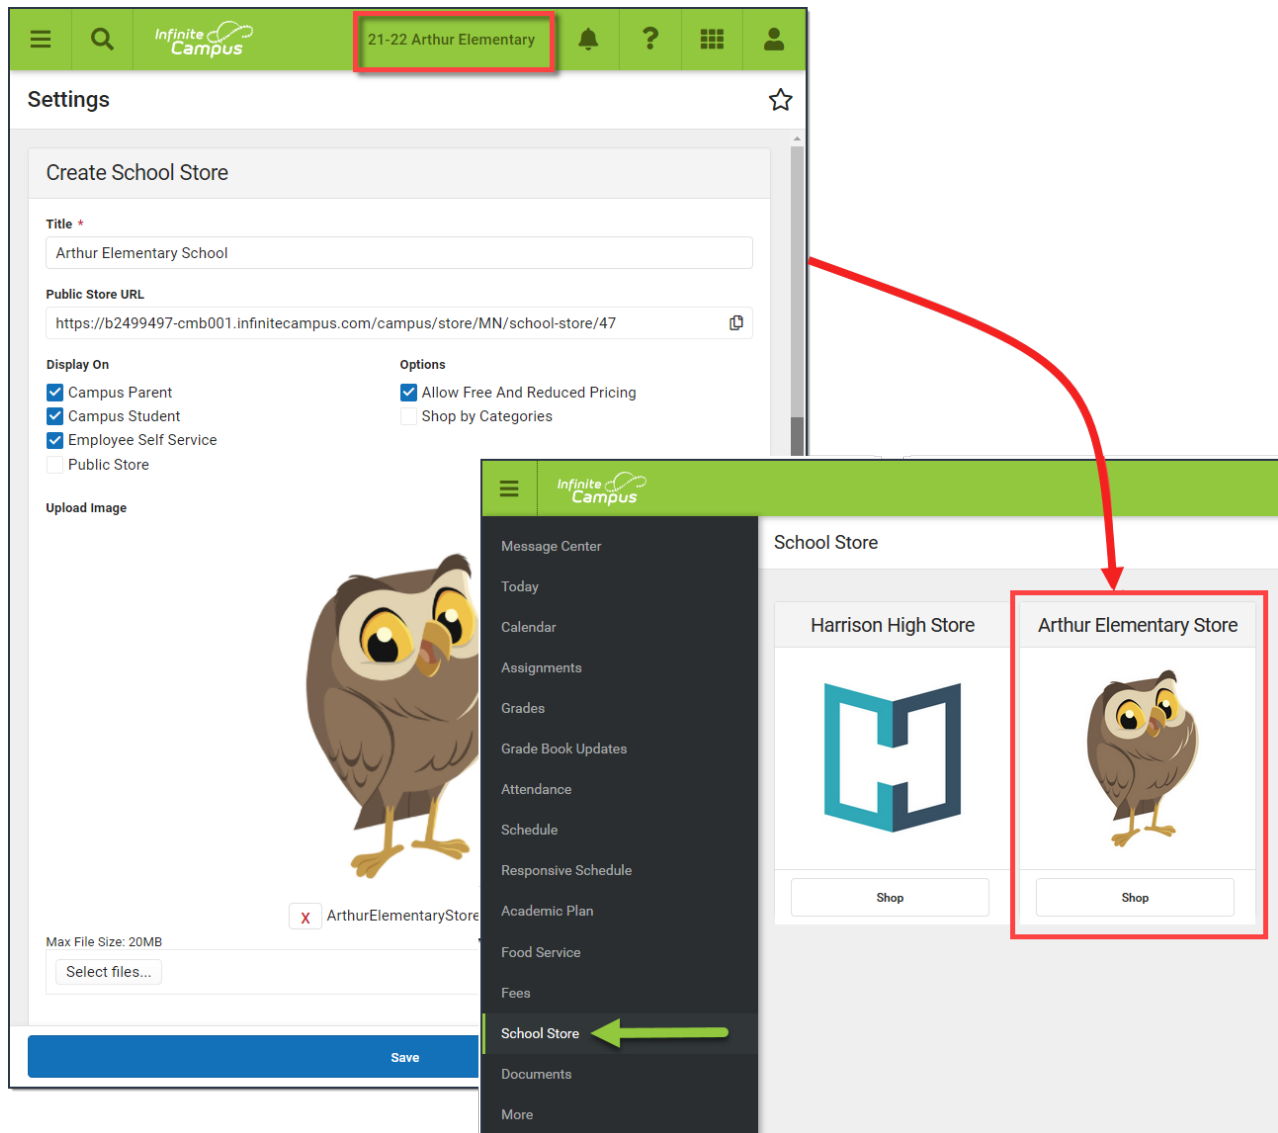 Infinite
Campus
21-22 Arthur Elementary
?
Settings
Create School Store
Title *
Arthur Elementary School
Public Store URL
https://b2499497-cmb001.infinitecampus.com/campus/store/MN/school-store/47
Display On
Options
Campus Parent
Allow Free And Reduced Pricing
Campus Student
Shop by Categories
Employee Self Service
Public Store
Upload Image
X ArthurElementaryStore
Max File Size: 20MB
Select files...
Save
Infinite
Campus
Message Center
Today
Calendar
Assignments
Grades
Grade Book Updates
Attendance
Schedule
Responsive Schedule
Academic Plan
Food Service
Fees
School Store
Documents
More
School Store
Harrison High Store
Shop
Arthur Elementary Store
Shop